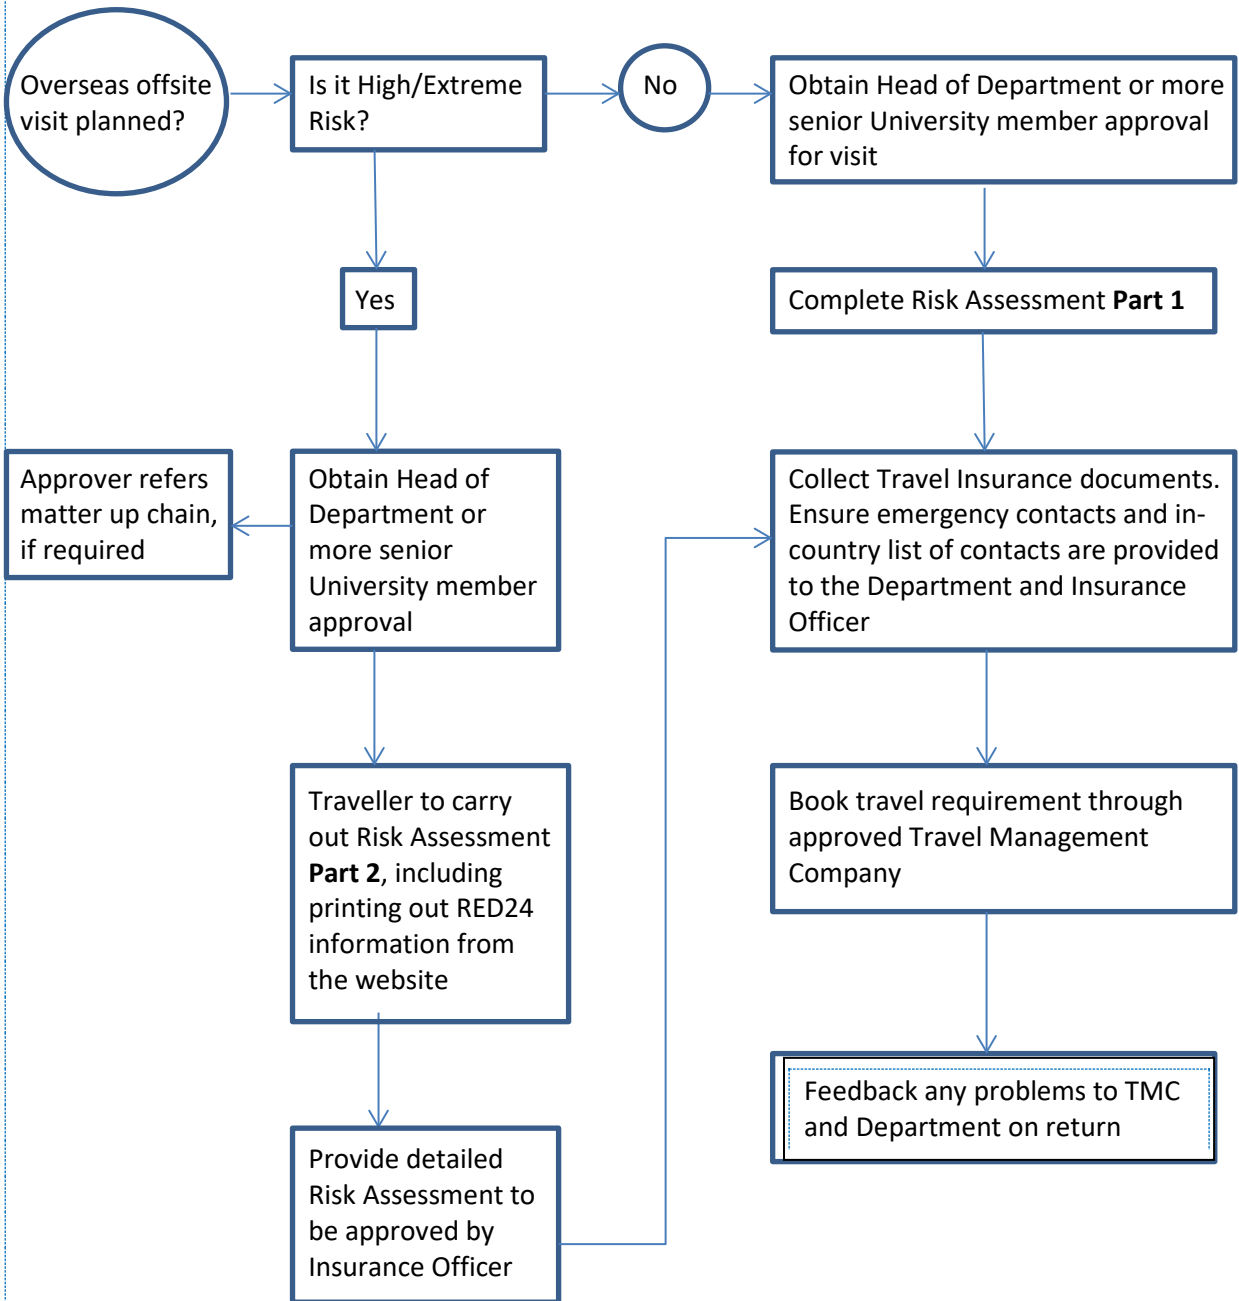 Overseas offsite
visit planned?
Is it High/Extreme
Risk?
No
Obtain Head of Department or more
senior University member approval
for visit
Yes
Complete Risk Assessment Part 1
Approver refers
matter up chain,
if required
Obtain Head of
Department or
more senior
University member
approval
Collect Travel Insurance documents.
Ensure emergency contacts and in-
country list of contacts are provided
to the Department and Insurance
Officer
Traveller to carry
out Risk Assessment
Part 2, including
printing out RED24
information from
the website
Book travel requirement through
approved Travel Management
Company
Provide detailed
Risk Assessment to
be approved by
Insurance Officer
Feedback any problems to TMC
and Department on return